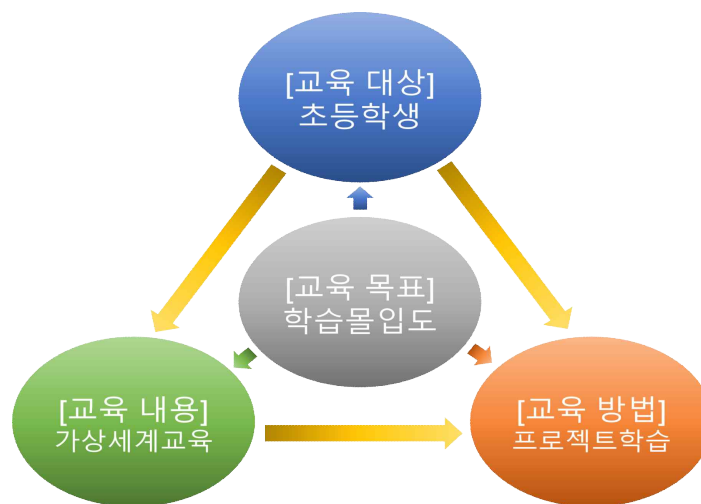 [교육 대상]
초등학생
[교육 목표]
학습몰입도
[교육 내용]
가상세계교육
[교육 방법]
프로젝트학습